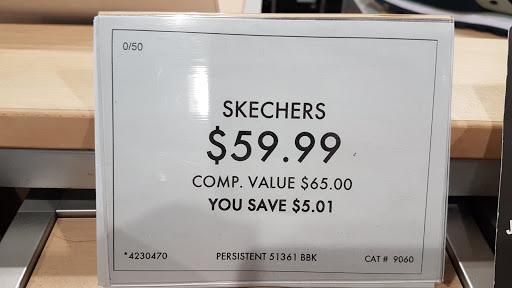 0/50
SKECHERS
$59.99
COMP. VALUE $65.00
YOU SAVE $5.01
*4230470 PERSISTENT 51361 BBK CAT # 9060